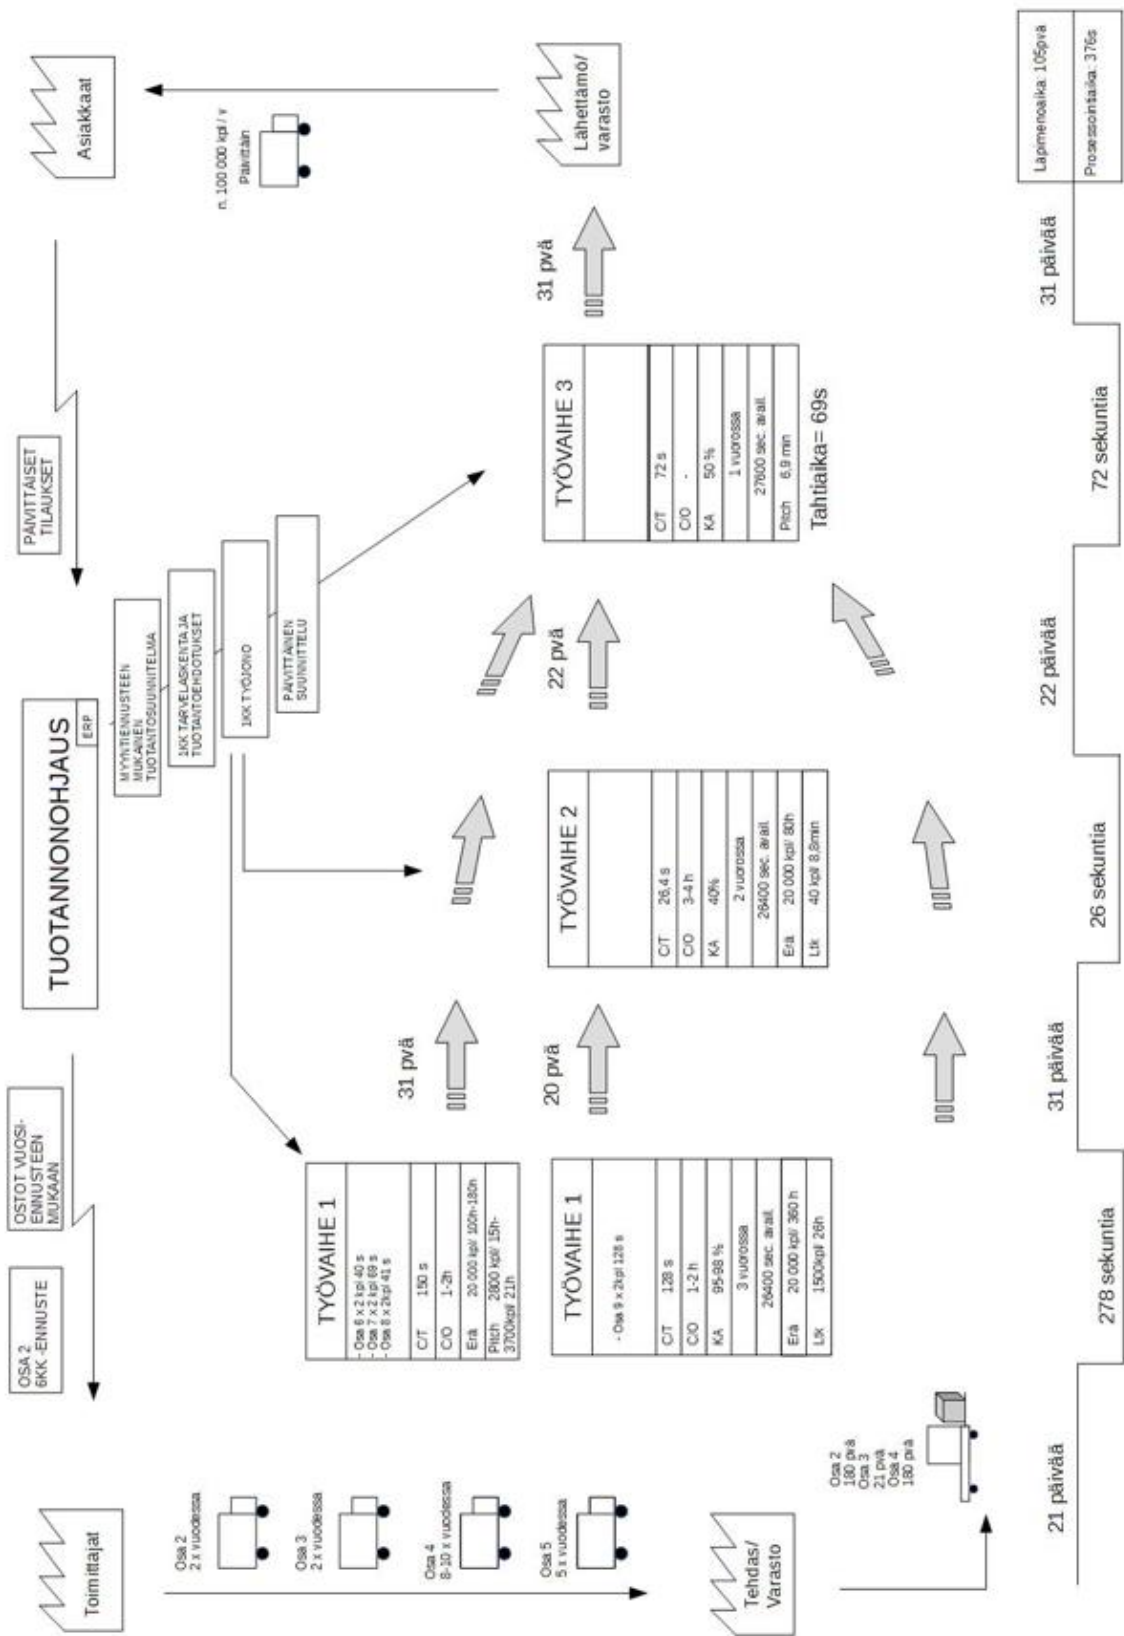 Toimittajat
OSA 2
6KK -ENNUSTE
OSTOT VUOSI-
ENNUSTEEN
MUKAAN
TUOTANNONOHJAUS
ERP
PÄIVITTÄISET
TILAUKSET
Asiakkaat
MYYNTIENNUSTEEN
MUKAINEN
TUOTANTOSUUNNITELMA
1KK TARVELASKENTA JA
TUOTANTOEHDOTUKSET
1KK TYÖJONO
PÄIVITTÄINEN
SUUNNITTELU
n. 100 000 kpl / v
Päivittäin
Osa 2
2 x vuodessa
Osa 3
2 x vuodessa
Osa 4
8-10 x vuodessa
Osa 5
5 x vuodessa
TYÖVAIHE 1
- Osa 6 x 2 kpl 40 s
- Osa 7 x 2 kpl 69 s
- Osa 8 x 2kpl 41 s
C/T 150 s
C/O 1-2h
Erä 20 000 kpl/ 100h-180h
Pitch 2800 kpl/ 15h-
3700kpl/ 21h
31 pvä
TYÖVAIHE 1
- Osa 9 x 2kpl 128 s
C/T 128 s
C/O 1-2 h
KA 95-98 %
3 vuorossa
26400 sec. avail.
Erä 20 000 kpl/ 360 h
Ltk 1500kpl/ 26h
20 pvä
TYÖVAIHE 2
C/T 26,4 s
C/O 3-4 h
KA 40%
2 vuorossa
26400 sec. avail.
Erä 20 000 kpl/ 80h
Ltk 40 kpl/ 8,8min
22 pvä
TYÖVAIHE 3
C/T 72 s
C/O -
KA 50 %
1 vuorossa
27600 sec. avail.
Pitch 6,9 min
Tahtiaika= 69s
31 pvä
Lähettämö/
varasto
Tehdas/
Varasto
Osa 2
180 pvä
Osa 3
21 pvä
Osa 4
180 pvä
21 päivää
278 sekuntia
31 päivää
26 sekuntia
22 päivää
72 sekuntia
31 päivää
Läpimenoaika: 105pvä
Prosessointiaika: 376s